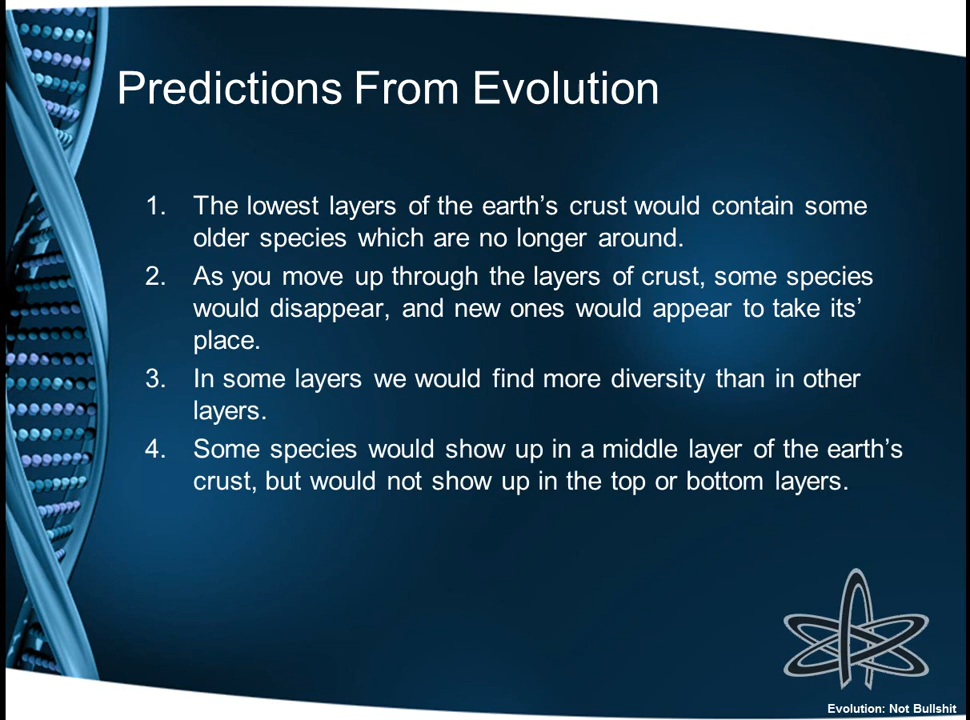 Predictions From Evolution
1. The lowest layers of the earth’s crust would contain some
older species which are no longer around.
2. As you move up through the layers of crust, some species
would disappear, and new ones would appear to take its’
place.
3. In some layers we would find more diversity than in other
layers.
4. Some species would show up in a middle layer of the earth’s
crust, but would not show up in the top or bottom layers.
Evolution: Not Bullshit